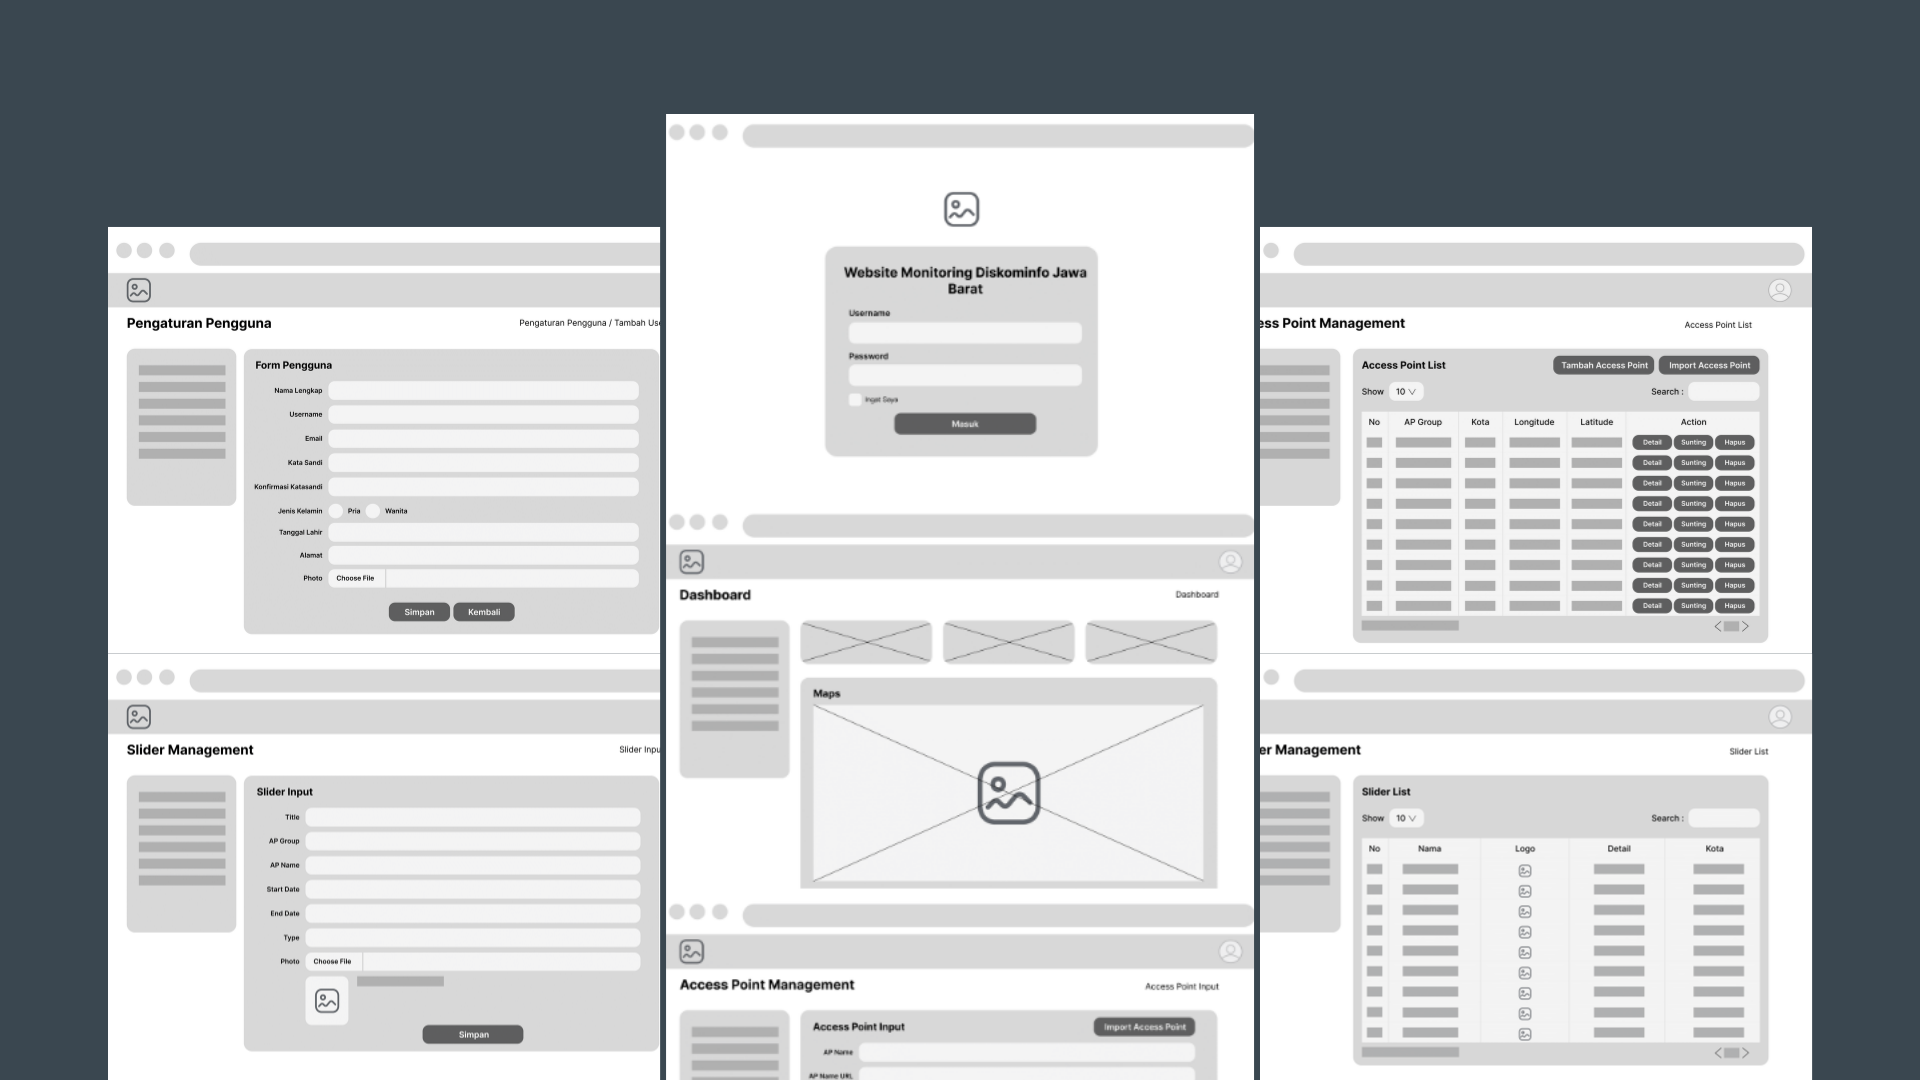 Pengaturan Pengguna
Pengaturan Pengguna / Tambah Use
Form Pengguna
Nama Lengkap
Username
Email
Kata Sandi
Konfirmasi Katasandi
Jenis Kelamin Pria Wanita
Tanggal Lahir
Alamat
Photo Choose File
Simpan Kembali
Slider Management
Slider Inpu
Slider Input
Title
AP Group
AP Name
Start Date
End Date
Type
Photo Choose File
Simpan
Website Monitoring Diskominfo Jawa
Barat
Username
Password
Ingat Saya
Masuk
Dashboard
Dashboard
Maps
Access Point Management
Access Point Input
Access Point Input
Import Access Point
AP Name
AP Name URL
ess Point Management
Access Point List
Access Point List
Tambah Access Point Import Access Point
Show 10 Search :
No AP Group Kota Longitude Latitude Action
Detail Sunting Hapus
Detail Sunting Hapus
Detail Sunting Hapus
Detail Sunting Hapus
Detail Sunting Hapus
Detail Sunting Hapus
Detail Sunting Hapus
Detail Sunting Hapus
Detail Sunting Hapus
er Management
Slider List
Slider List
Show 10 Search :
No Nama Logo Detail Kota